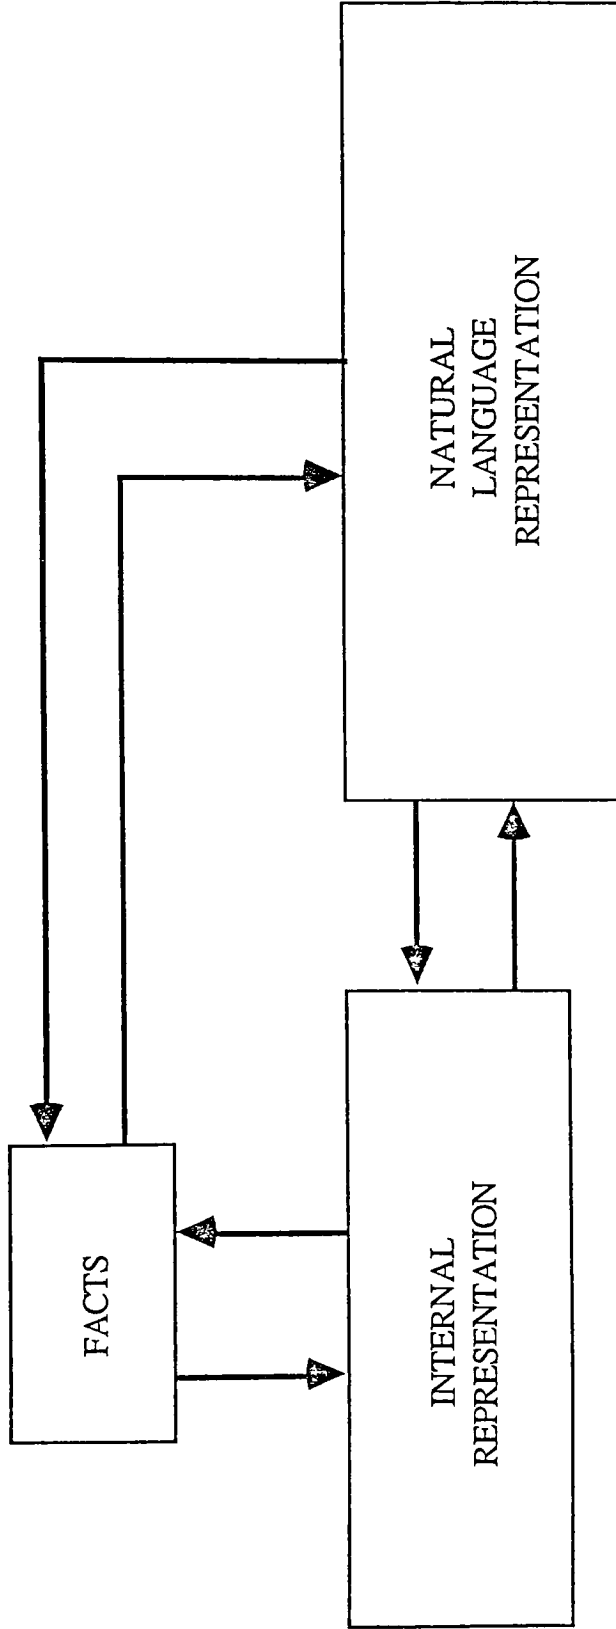 FACTS
INTERNAL
REPRESENTATION
NATURAL
LANGUAGE
REPRESENTATION